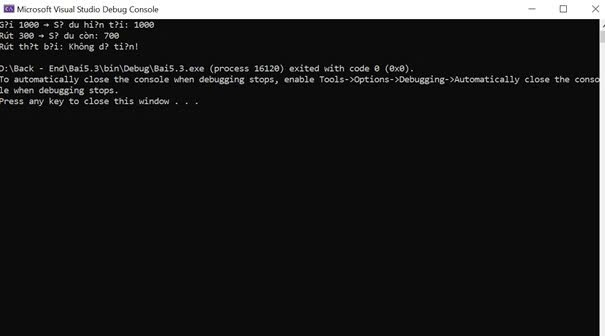 Microsoft Visual Studio Debug Console
G?i 1000 → S? du hi?n t?i: 1000
Rút 300 → S? du còn: 700
Rút th?t b?i: Không d? ti?n!
D:\Back - End\Bai5.3\bin\Debug\Bai5.3.exe (process 16120) exited with code 0 (0x0).
To automatically close the console when debugging stops, enable Tools->Options->Debugging->Automatically close the conso
le when debugging stops.
Press any key to close this window . . .